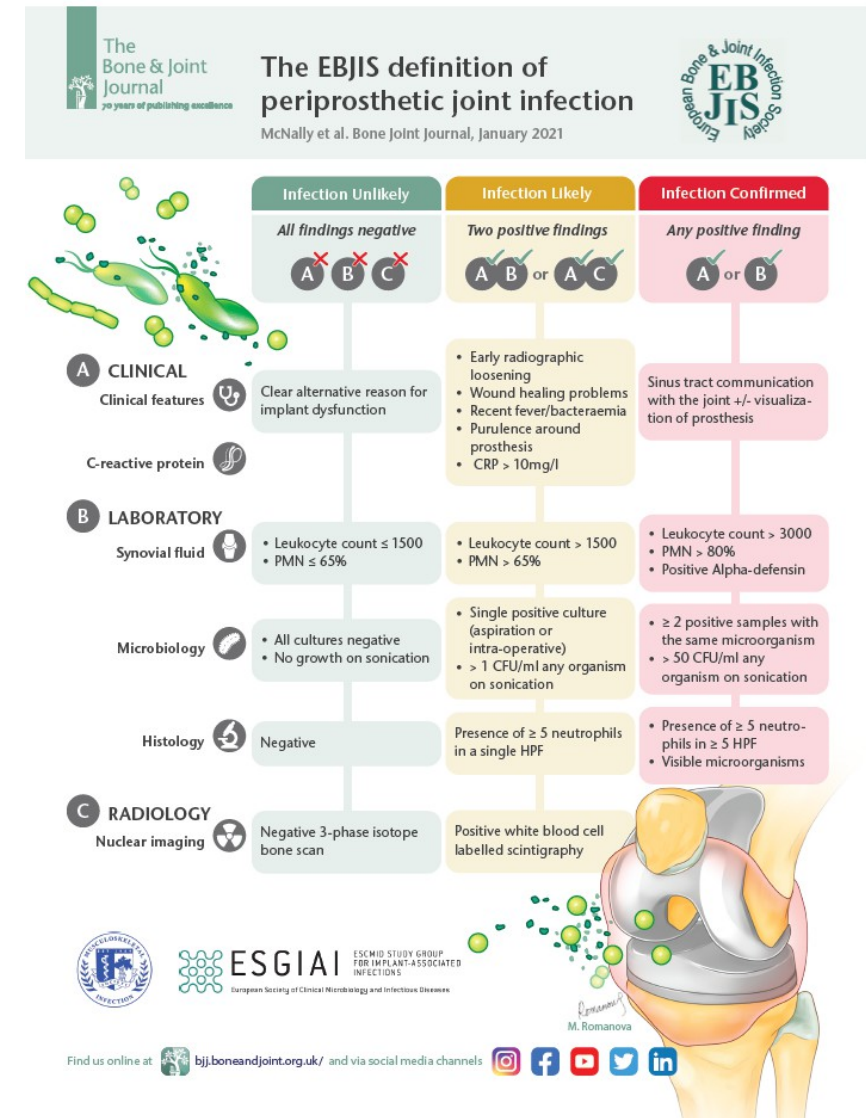 The
Bone & Joint
Journal
70 years of publishing excellence
The EBJIS definition of
periprosthetic joint infection
McNally et al. Bone Joint Journal, January 2021
European Bone & Joint Infection Society
EB
JIS
Infection Unlikely
Infection Likely
Infection Confirmed
All findings negative
Two positive findings
Any positive finding
A B C
A B or A C
A or B
A CLINICAL
Clinical features
Clear alternative reason for
implant dysfunction
• Early radiographic
loosening
• Wound healing problems
• Recent fever/bacteraemia
• Purulence around
prosthesis
• CRP > 10mg/l
Sinus tract communication
with the joint +/- visualiza-
tion of prosthesis
C-reactive protein
B LABORATORY
Synovial fluid
• Leukocyte count ≤ 1500
• PMN ≤ 65%
• Leukocyte count > 1500
• PMN > 65%
• Leukocyte count > 3000
• PMN > 80%
• Positive Alpha-defensin
Microbiology
• All cultures negative
• No growth on sonication
• Single positive culture
(aspiration or
intra-operative)
• > 1 CFU/ml any organism
on sonication
• ≥ 2 positive samples with
the same microorganism
• > 50 CFU/ml any
organism on sonication
Histology
Negative
Presence of ≥ 5 neutrophils
in a single HPF
• Presence of ≥ 5 neutro-
phils in ≥ 5 HPF
• Visible microorganisms
C RADIOLOGY
Nuclear imaging
Negative 3-phase isotope
bone scan
Positive white blood cell
labelled scintigraphy
MUSCULOSKELETAL
INFECTION
ESGIAI
ESCMID STUDY GROUP
FOR IMPLANT-ASSOCIATED
INFECTIONS
European Society of Clinical Microbiology and Infectious Diseases
Romanova
M. Romanova
Find us online at bjj.boneandjoint.org.uk/ and via social media channels